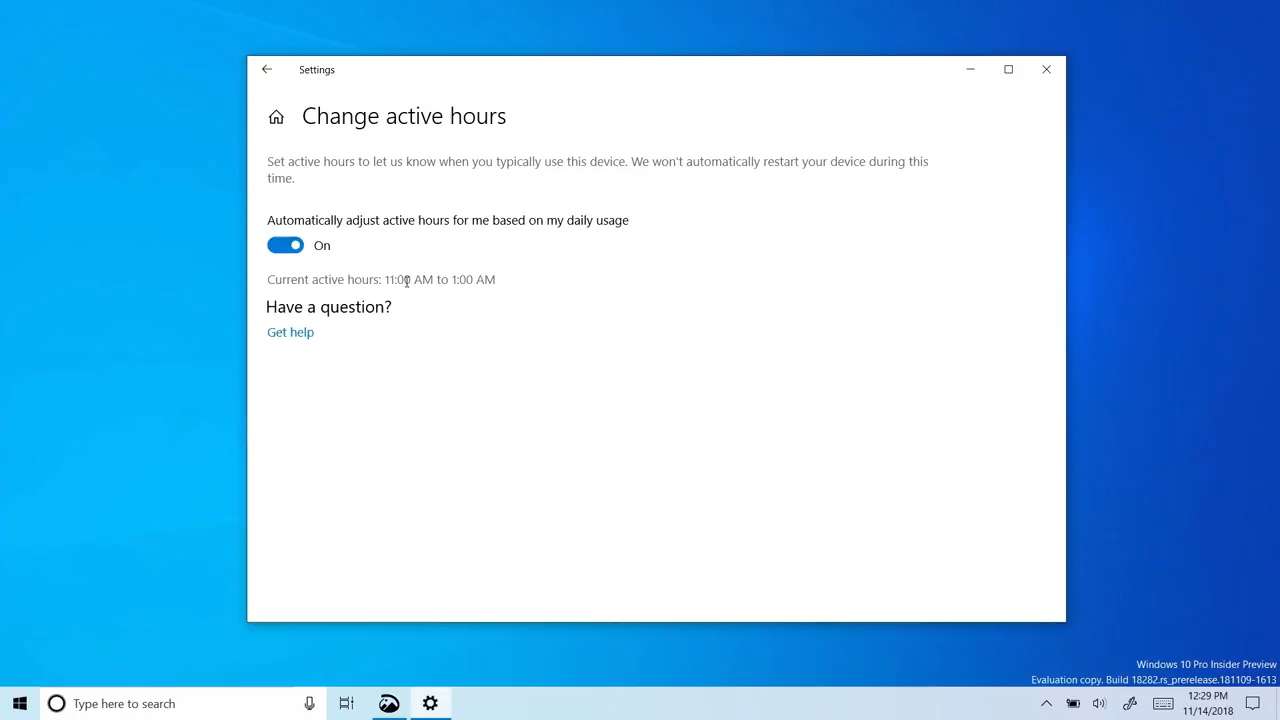 Settings
Change active hours
Set active hours to let us know when you typically use this device. We won't automatically restart your device during this
time.
Automatically adjust active hours for me based on my daily usage
On
Current active hours: 11:00 AM to 1:00 AM
Have a question?
Get help
Windows 10 Pro Insider Preview
Evaluation copy. Build 18282.rs_prerelease.181109-1613
Type here to search
12:29 PM
11/14/2018